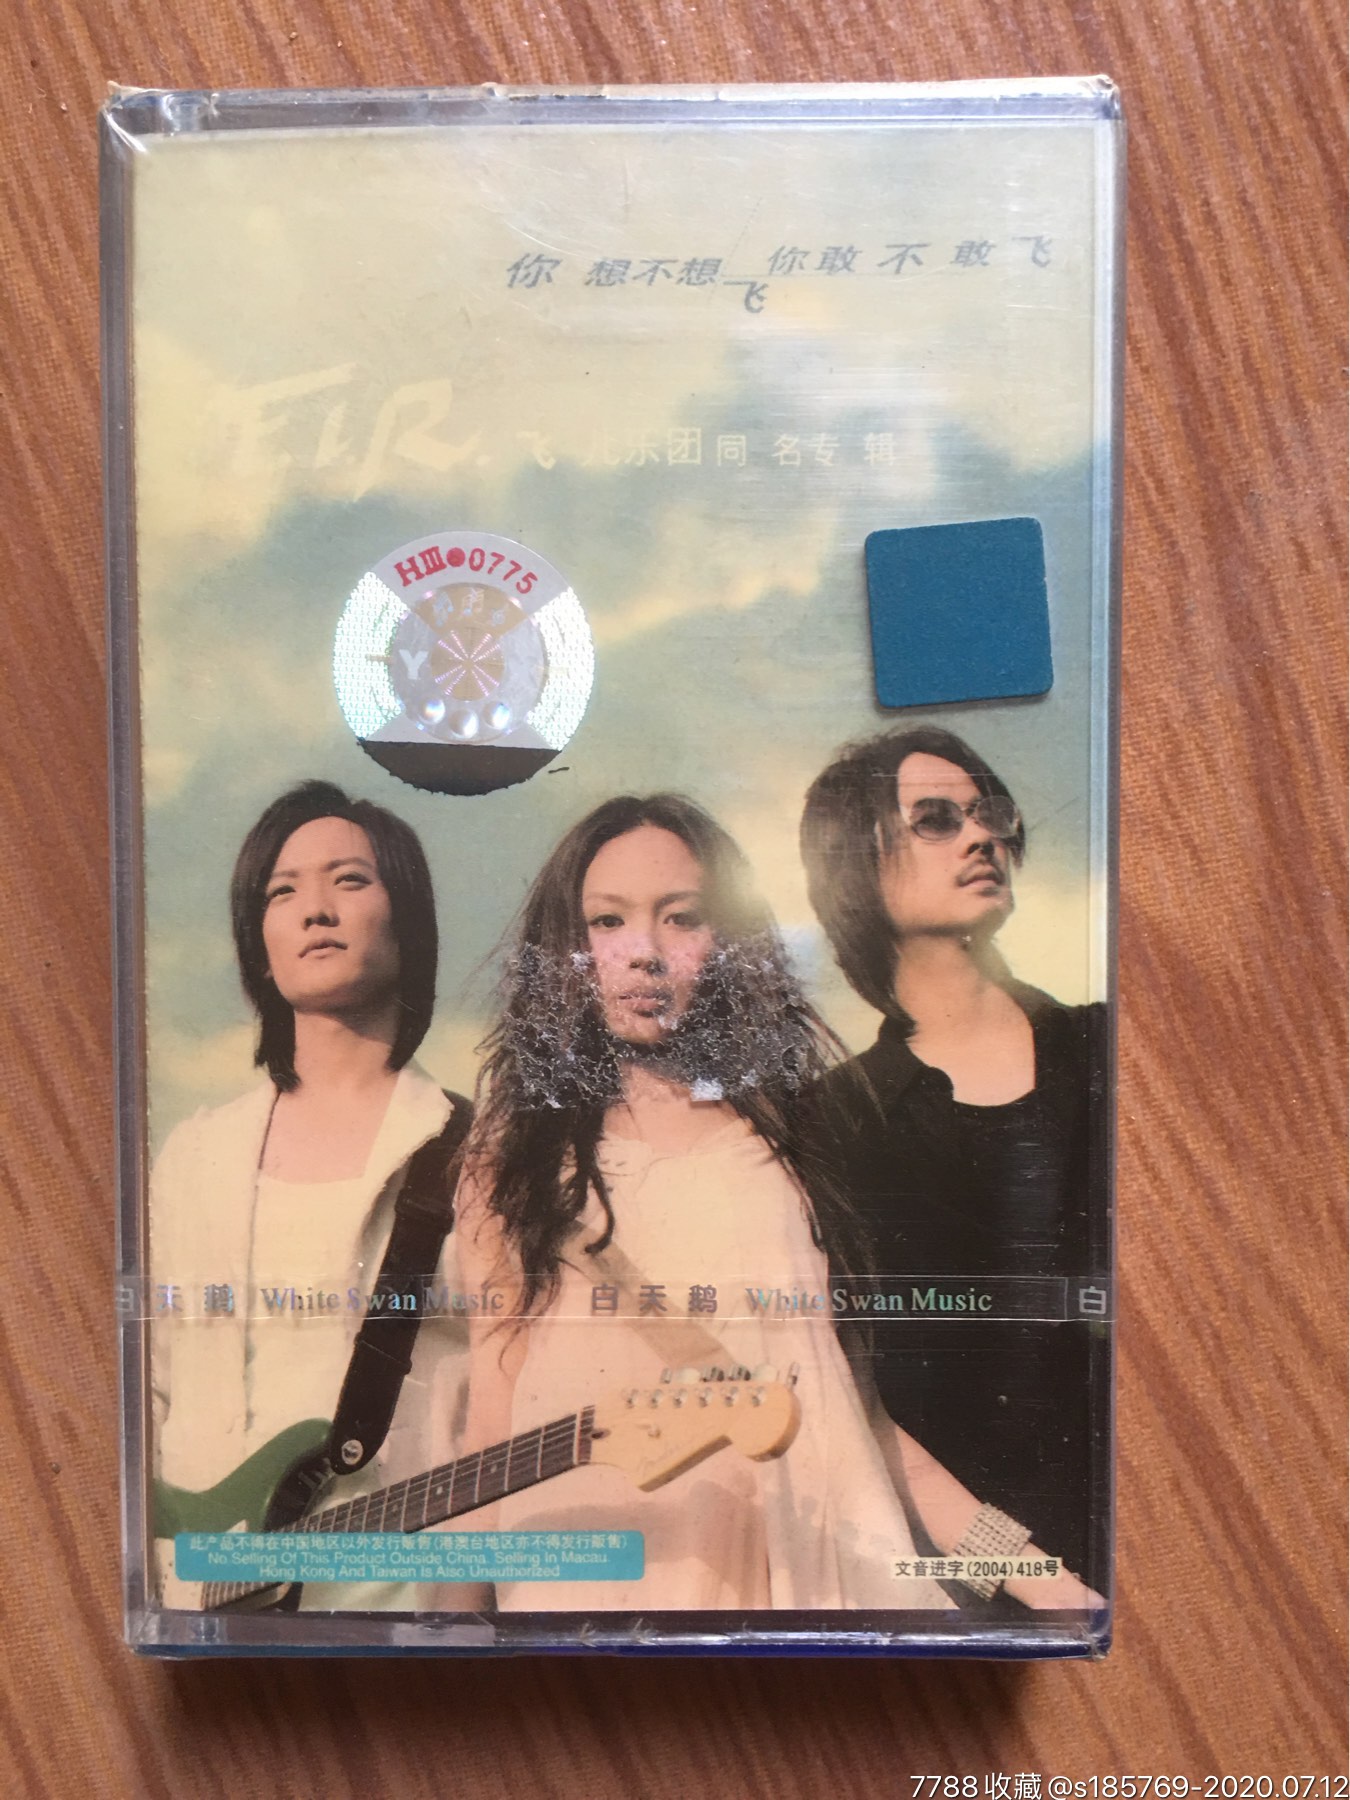 你 想不想飞 你敢不敢飞
F.I.R. 飞儿乐团同名专辑
HⅢ●0775
Y
白天鹅 White Swan Music 白天鹅 White Swan Music 白
此产品不得在中国地区以外发行贩售(港澳台地区亦不得发行贩售)
No Selling Of This Product Outside China. Selling In Macau.
Hong Kong And Taiwan Is Also Unauthorized
文音进字(2004)418号
7788收藏@s185769-2020.07.12